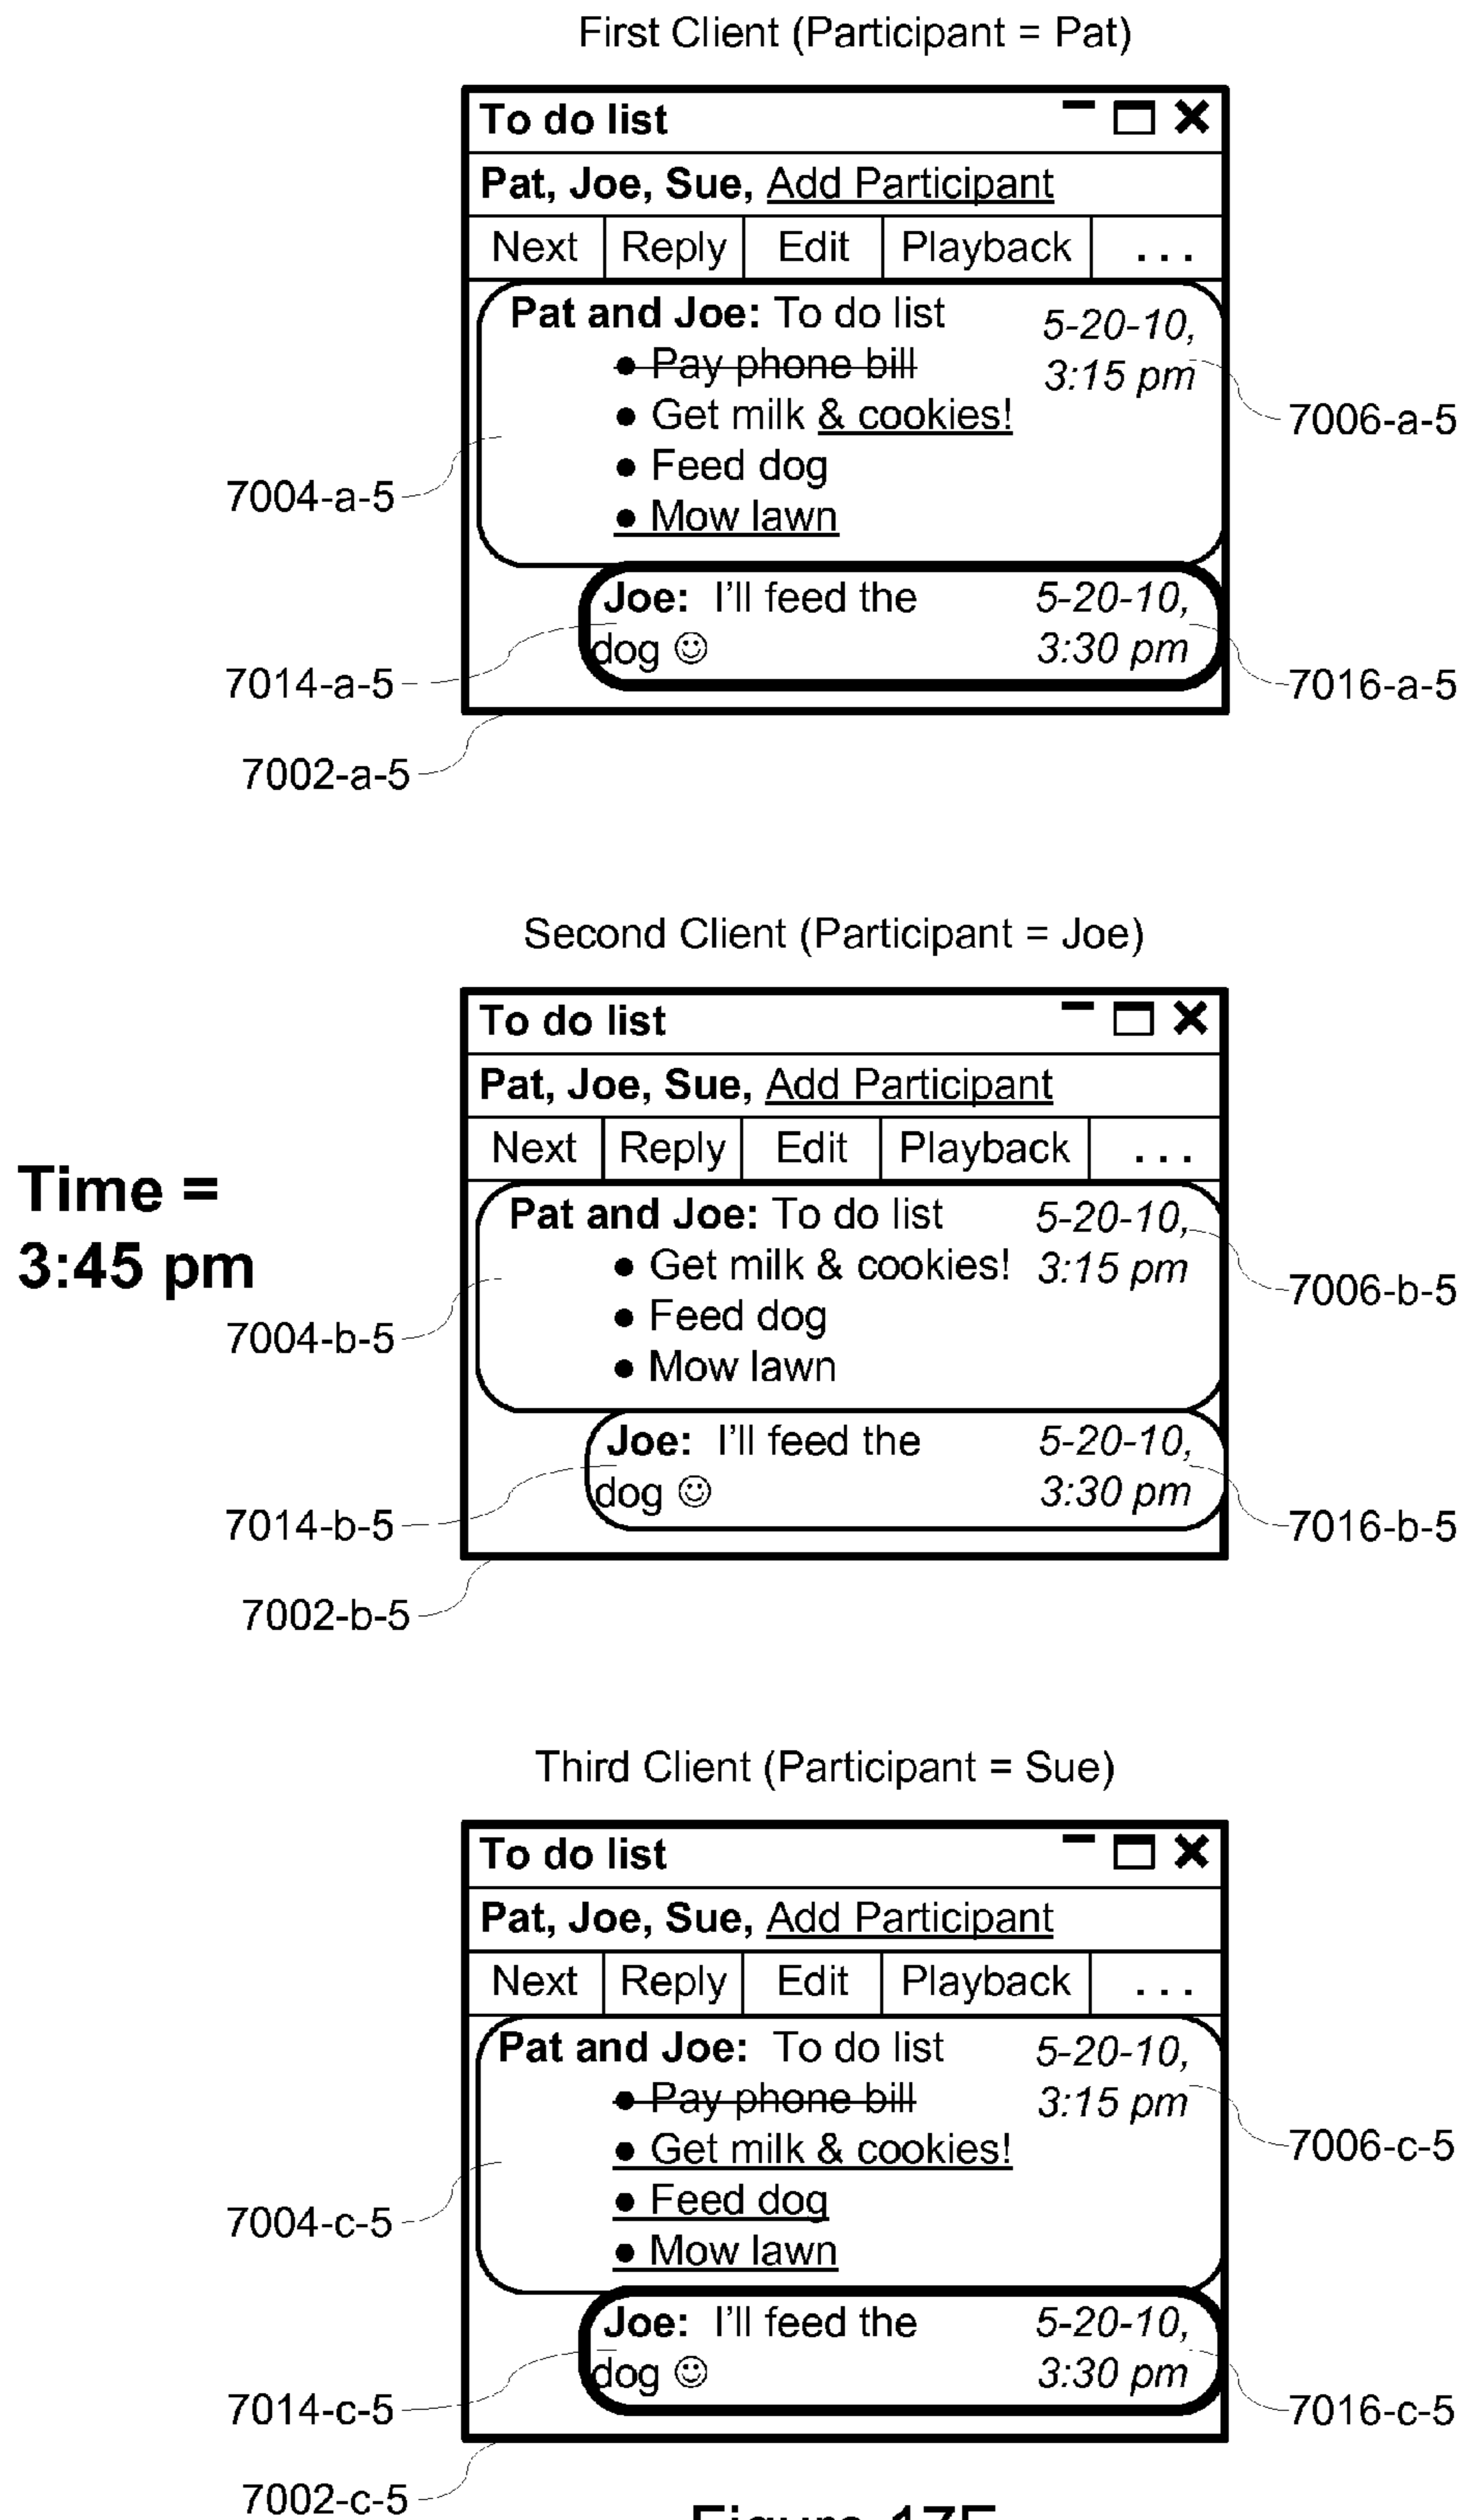 First Client (Participant = Pat)
To do list
Pat, Joe, Sue, Add Participant
Next Reply Edit Playback ...
Pat and Joe: To do list 5-20-10,
● Pay phone bill 3:15 pm
● Get milk & cookies! 7006-a-5
● Feed dog
7004-a-5
● Mow lawn
Joe: I'll feed the 5-20-10,
dog ☺ 3:30 pm
7014-a-5 7016-a-5
7002-a-5
Second Client (Participant = Joe)
To do list
Pat, Joe, Sue, Add Participant
Next Reply Edit Playback ...
Time =
3:45 pm
Pat and Joe: To do list 5-20-10,
● Get milk & cookies! 3:15 pm
7006-b-5
● Feed dog
7004-b-5
● Mow lawn
Joe: I'll feed the 5-20-10,
dog ☺ 3:30 pm
7014-b-5 7016-b-5
7002-b-5
Third Client (Participant = Sue)
To do list
Pat, Joe, Sue, Add Participant
Next Reply Edit Playback ...
Pat and Joe: To do list 5-20-10,
● Pay phone bill 3:15 pm
● Get milk & cookies! 7006-c-5
● Feed dog
7004-c-5
● Mow lawn
Joe: I'll feed the 5-20-10,
dog ☺ 3:30 pm
7014-c-5 7016-c-5
7002-c-5